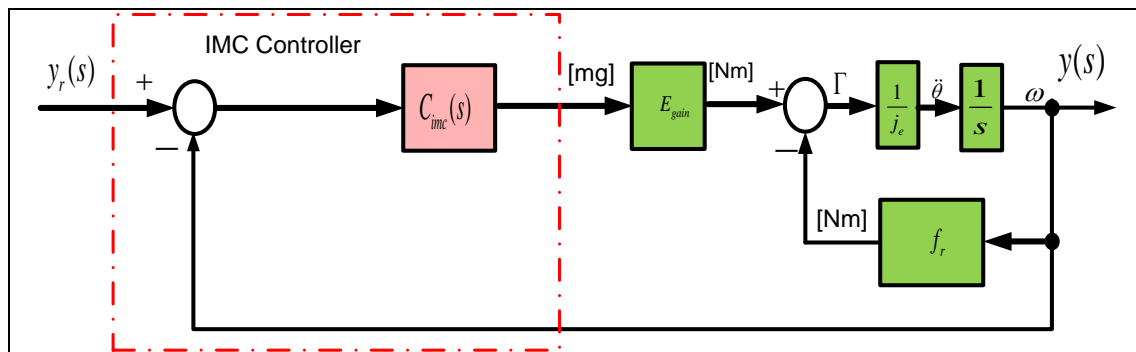 IMC Controller
y_r(s)
+
−
C_imc(s)
[mg]
E_gain
[Nm]
+
−
Γ
1/j_e
θ̈
1/s
ω
y(s)
[Nm]
f_r